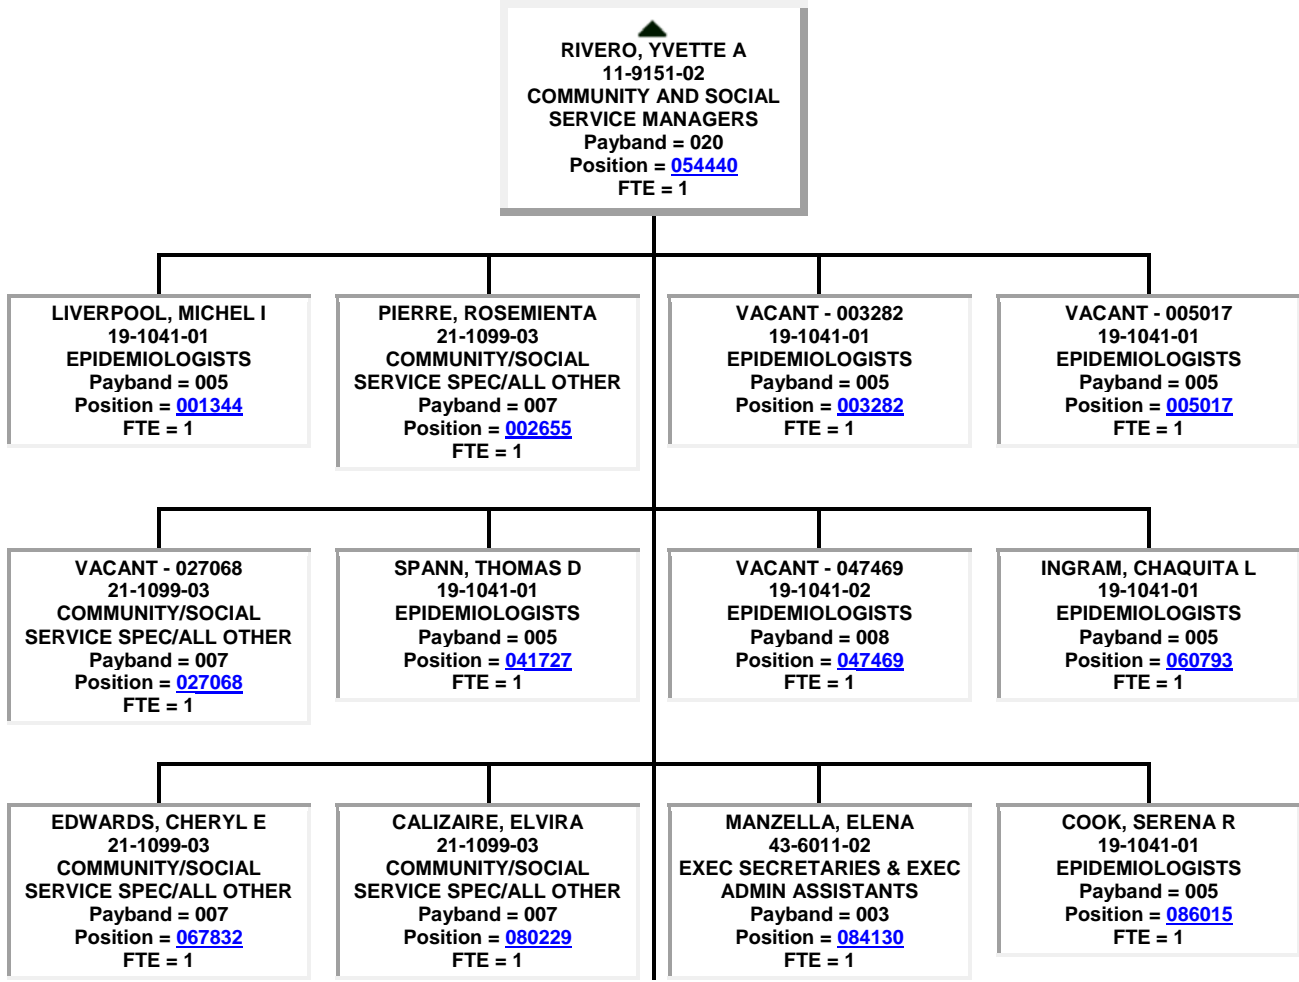 RIVERO, YVETTE A
11-9151-02
COMMUNITY AND SOCIAL
SERVICE MANAGERS
Payband = 020
Position = 054440
FTE = 1
LIVERPOOL, MICHEL I
19-1041-01
EPIDEMIOLOGISTS
Payband = 005
Position = 001344
FTE = 1
PIERRE, ROSEMIENTA
21-1099-03
COMMUNITY/SOCIAL
SERVICE SPEC/ALL OTHER
Payband = 007
Position = 002655
FTE = 1
VACANT - 003282
19-1041-01
EPIDEMIOLOGISTS
Payband = 005
Position = 003282
FTE = 1
VACANT - 005017
19-1041-01
EPIDEMIOLOGISTS
Payband = 005
Position = 005017
FTE = 1
VACANT - 027068
21-1099-03
COMMUNITY/SOCIAL
SERVICE SPEC/ALL OTHER
Payband = 007
Position = 027068
FTE = 1
SPANN, THOMAS D
19-1041-01
EPIDEMIOLOGISTS
Payband = 005
Position = 041727
FTE = 1
VACANT - 047469
19-1041-02
EPIDEMIOLOGISTS
Payband = 008
Position = 047469
FTE = 1
INGRAM, CHAQUITA L
19-1041-01
EPIDEMIOLOGISTS
Payband = 005
Position = 060793
FTE = 1
EDWARDS, CHERYL E
21-1099-03
COMMUNITY/SOCIAL
SERVICE SPEC/ALL OTHER
Payband = 007
Position = 067832
FTE = 1
CALIZAIRE, ELVIRA
21-1099-03
COMMUNITY/SOCIAL
SERVICE SPEC/ALL OTHER
Payband = 007
Position = 080229
FTE = 1
MANZELLA, ELENA
43-6011-02
EXEC SECRETARIES & EXEC
ADMIN ASSISTANTS
Payband = 003
Position = 084130
FTE = 1
COOK, SERENA R
19-1041-01
EPIDEMIOLOGISTS
Payband = 005
Position = 086015
FTE = 1